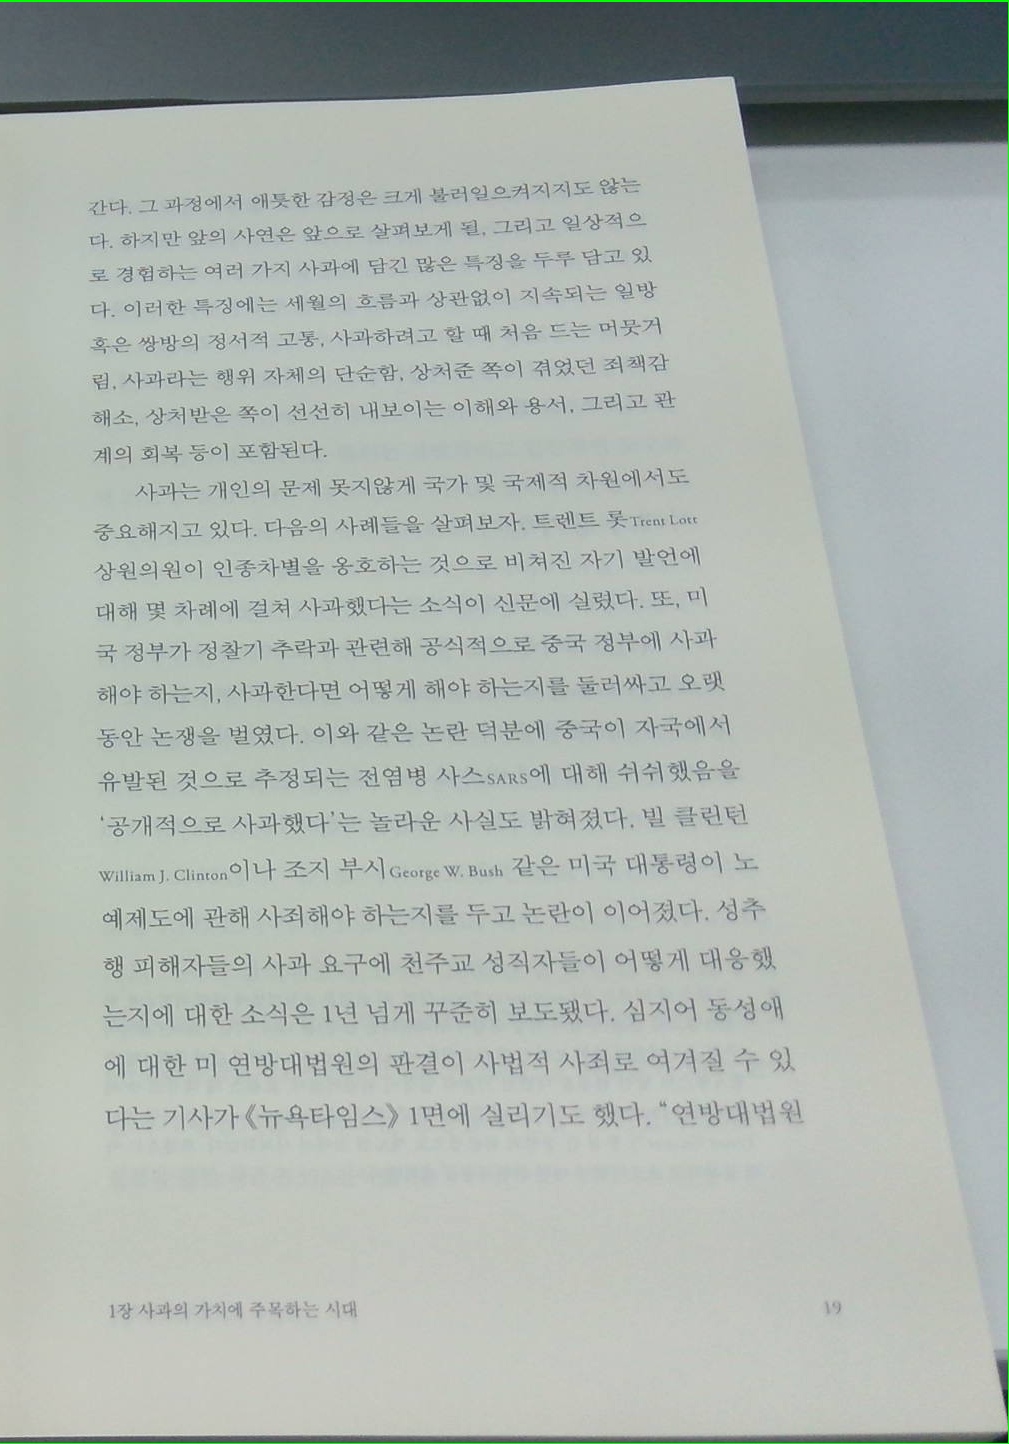 간다. 그 과정에서 애틋한 감정은 크게 불러일으켜지지도 않는
다. 하지만 앞의 사연은 앞으로 살펴보게 될, 그리고 일상적으
로 경험하는 여러 가지 사과에 담긴 많은 특징을 두루 담고 있
다. 이러한 특징에는 세월의 흐름과 상관없이 지속되는 일방
혹은 쌍방의 정서적 고통, 사과하려고 할 때 처음 드는 머뭇거
림, 사과라는 행위 자체의 단순함, 상처준 쪽이 겪었던 죄책감
해소, 상처받은 쪽이 선선히 내보이는 이해와 용서, 그리고 관
계의 회복 등이 포함된다.
사과는 개인의 문제 못지않게 국가 및 국제적 차원에서도
중요해지고 있다. 다음의 사례들을 살펴보자. 트렌트 롯Trent Lott
상원의원이 인종차별을 옹호하는 것으로 비쳐진 자기 발언에
대해 몇 차례에 걸쳐 사과했다는 소식이 신문에 실렸다. 또, 미
국 정부가 정찰기 추락과 관련해 공식적으로 중국 정부에 사과
해야 하는지, 사과한다면 어떻게 해야 하는지를 둘러싸고 오랫
동안 논쟁을 벌였다. 이와 같은 논란 덕분에 중국이 자국에서
유발된 것으로 추정되는 전염병 사스SARS에 대해 쉬쉬했음을
‘공개적으로 사과했다’는 놀라운 사실도 밝혀졌다. 빌 클린턴
William J. Clinton이나 조지 부시George W. Bush 같은 미국 대통령이 노
예제도에 관해 사죄해야 하는지를 두고 논란이 이어졌다. 성추
행 피해자들의 사과 요구에 천주교 성직자들이 어떻게 대응했
는지에 대한 소식은 1년 넘게 꾸준히 보도됐다. 심지어 동성애
에 대한 미 연방대법원의 판결이 사법적 사죄로 여겨질 수 있
다는 기사가 《뉴욕타임스》 1면에 실리기도 했다. “연방대법원
1장 사과의 가치에 주목하는 시대
19